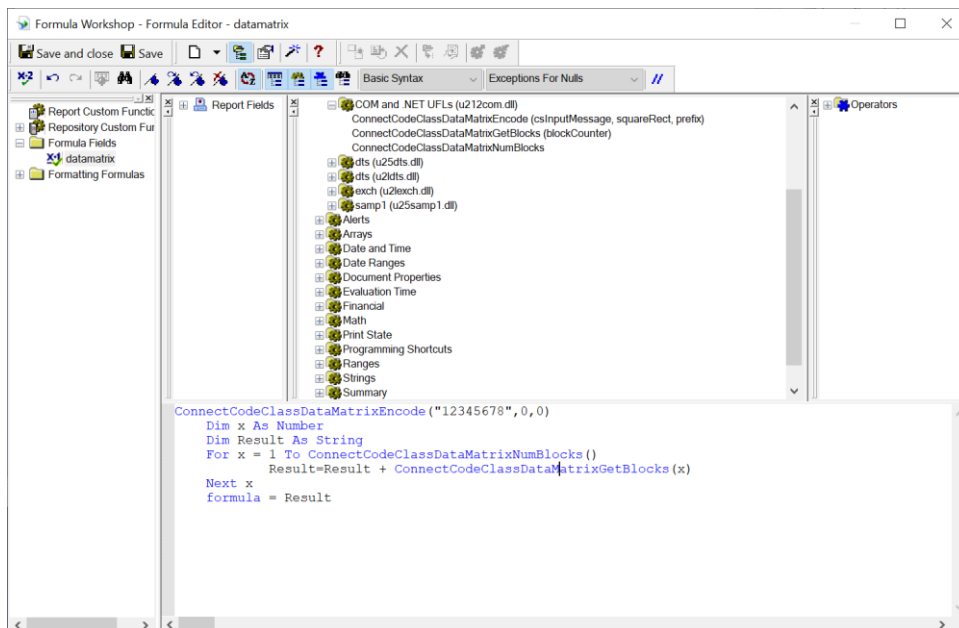 Formula Workshop - Formula Editor - datamatrix
Save and close Save
x·2 Basic Syntax Exceptions For Nulls //
Report Custom Functic
Repository Custom Fur
Formula Fields
x·1 datamatrix
Formatting Formulas
Report Fields
COM and .NET UFLs (u212com.dll)
ConnectCodeClassDataMatrixEncode (csInputMessage, squareRect, prefix)
ConnectCodeClassDataMatrixGetBlocks (blockCounter)
ConnectCodeClassDataMatrixNumBlocks
dts (u25dts.dll)
dts (u2ldts.dll)
exch (u2lexch.dll)
samp1 (u25samp1.dll)
Alerts
Arrays
Date and Time
Date Ranges
Document Properties
Evaluation Time
Financial
Math
Print State
Programming Shortcuts
Ranges
Strings
Summary
Operators
ConnectCodeClassDataMatrixEncode("12345678",0,0)
Dim x As Number
Dim Result As String
For x = 1 To ConnectCodeClassDataMatrixNumBlocks()
Result=Result + ConnectCodeClassDataMatrixGetBlocks(x)
Next x
formula = Result